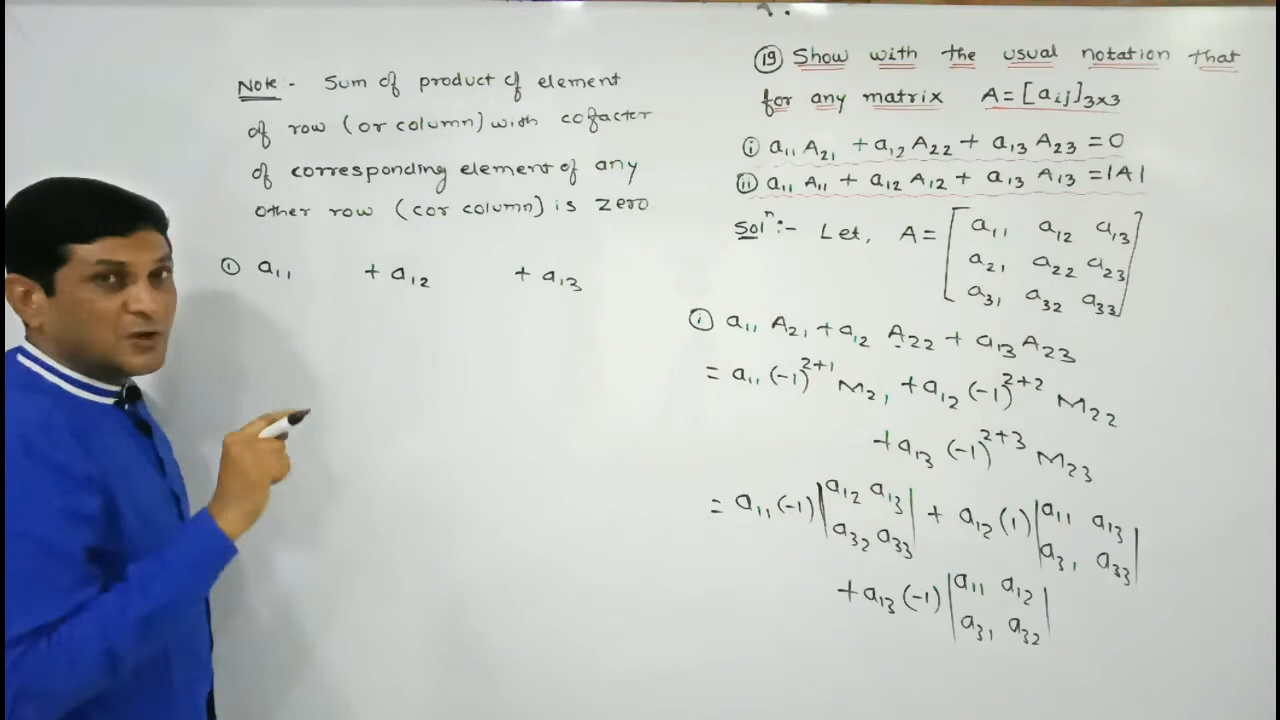 Note - Sum of product of element
of row (or column) with cofactor
of corresponding element of any
other row (or column) is zero
① a₁₁ + a₁₂ + a₁₃
⑲ Show with the usual notation that
for any matrix A = [aᵢⱼ]₃ₓ₃
ⓘ a₁₁ A₂₁ + a₁₂ A₂₂ + a₁₃ A₂₃ = 0
ⓘⓘ a₁₁ A₁₁ + a₁₂ A₁₂ + a₁₃ A₁₃ = |A|
Solⁿ :- Let, A = [ a₁₁ a₁₂ a₁₃
a₂₁ a₂₂ a₂₃
a₃₁ a₃₂ a₃₃ ]
ⓘ a₁₁ A₂₁ + a₁₂ A₂₂ + a₁₃ A₂₃
= a₁₁ (-1)²⁺¹ M₂₁ + a₁₂ (-1)²⁺² M₂₂
+ a₁₃ (-1)²⁺³ M₂₃
= a₁₁ (-1) | a₁₂ a₁₃ | + a₁₂ (1) | a₁₁ a₁₃ |
| a₃₂ a₃₃ | | a₃₁ a₃₃ |
+ a₁₃ (-1) | a₁₁ a₁₂ |
| a₃₁ a₃₂ |